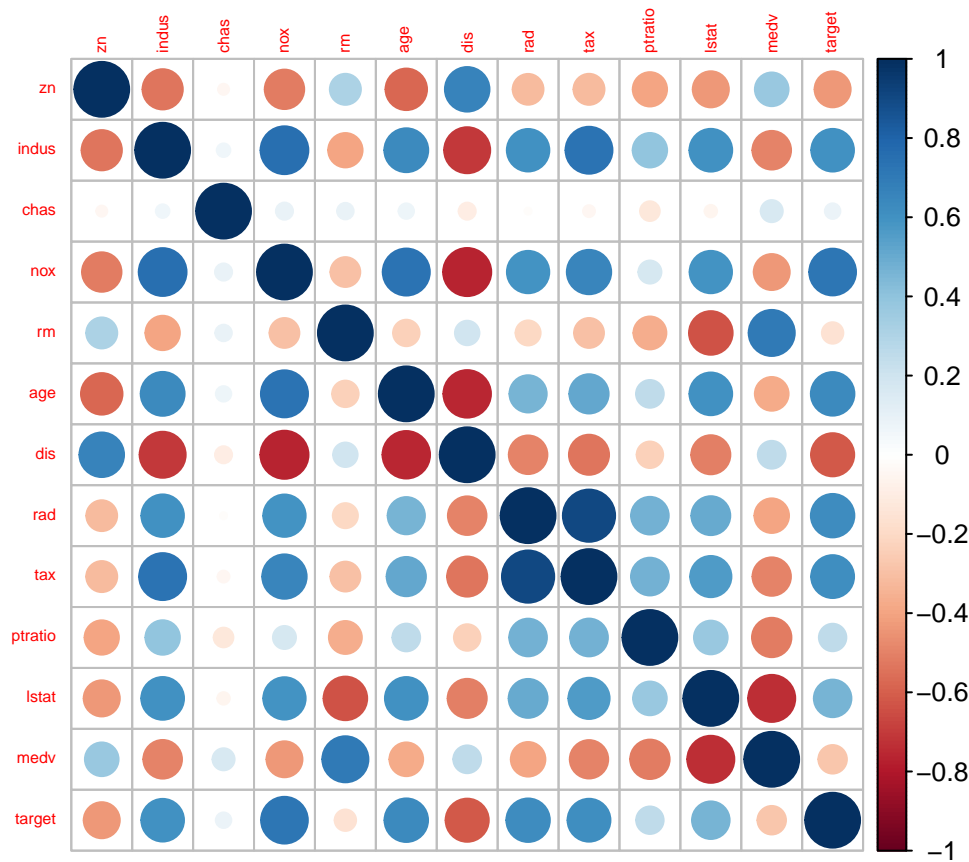 zn indus chas nox rm age dis rad tax ptratio lstat medv target
zn
indus
chas
nox
rm
age
dis
rad
tax
ptratio
lstat
medv
target
1
0.8
0.6
0.4
0.2
0
−0.2
−0.4
−0.6
−0.8
−1